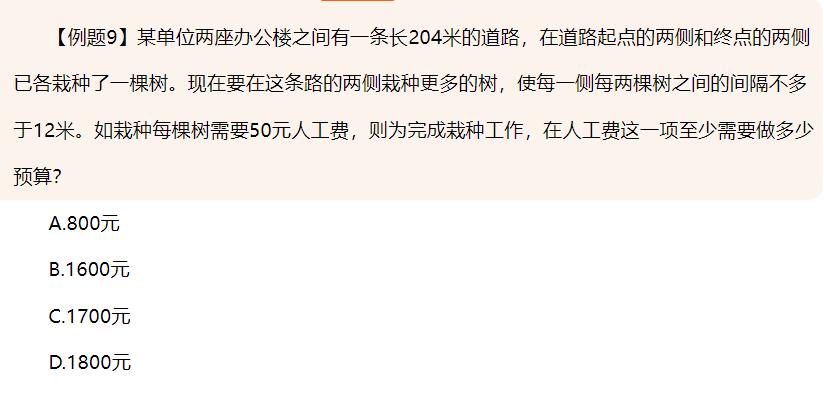 【例题9】某单位两座办公楼之间有一条长204米的道路，在道路起点的两侧和终点的两侧
已各栽种了一棵树。现在要在这条路的两侧栽种更多的树，使每一侧每两棵树之间的间隔不多
于12米。如栽种每棵树需要50元人工费，则为完成栽种工作，在人工费这一项至少需要做多少
预算？
A.800元
B.1600元
C.1700元
D.1800元